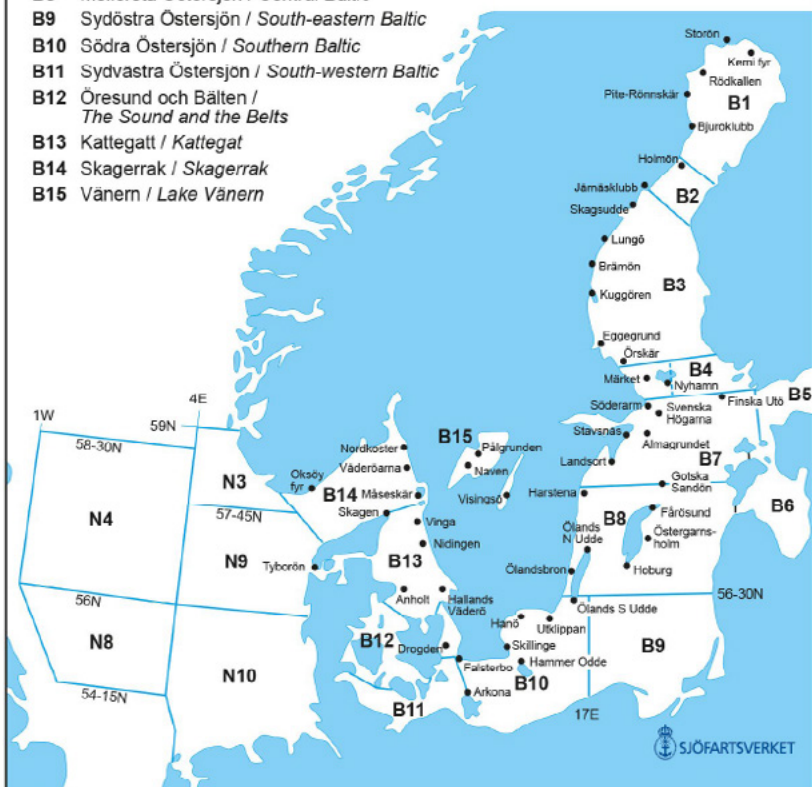 B9 Sydöstra Östersjön / South-eastern Baltic
B10 Södra Östersjön / Southern Baltic
B11 Sydvästra Östersjön / South-western Baltic
B12 Öresund och Bälten /
The Sound and the Belts
B13 Kattegatt / Kattegat
B14 Skagerrak / Skagerrak
B15 Vänern / Lake Vänern
Storön
Kemi fyr
Rödkallen
Pite-Rönnskär
B1
Bjuröklubb
Holmön
Järnäsklubb
B2
Skagsudde
Lungö
Brämön
B3
Kuggören
Eggegrund
Örskär
B4
Märket
Nyhamn
Finska Utö
B5
Söderarm
Svenska
Högarna
Stavsnäs
Almagrundet
B7
Landsort
Gotska
Sandön
Harstena
B6
B8
Fårösund
Ölands
N Udde
Östergarns-
holm
Ölandsbron
Hoburg
56-30N
Ölands S Udde
Hanö
Utklippan
B9
Skillinge
Hammer Odde
B10
17E
1W
4E
59N
58-30N
N3
N4
57-45N
N9
56N
N8
N10
54-15N
Nordkoster
Väderöarna
Oksöy
fyr
B14
Måseskär
Skagen
B15
Pålgrunden
Naven
Visingsö
Vinga
Nidingen
Tyborön
B13
Anholt
Hallands
Väderö
B12
Drogden
Falsterbo
Arkona
B11
SJÖFARTSVERKET